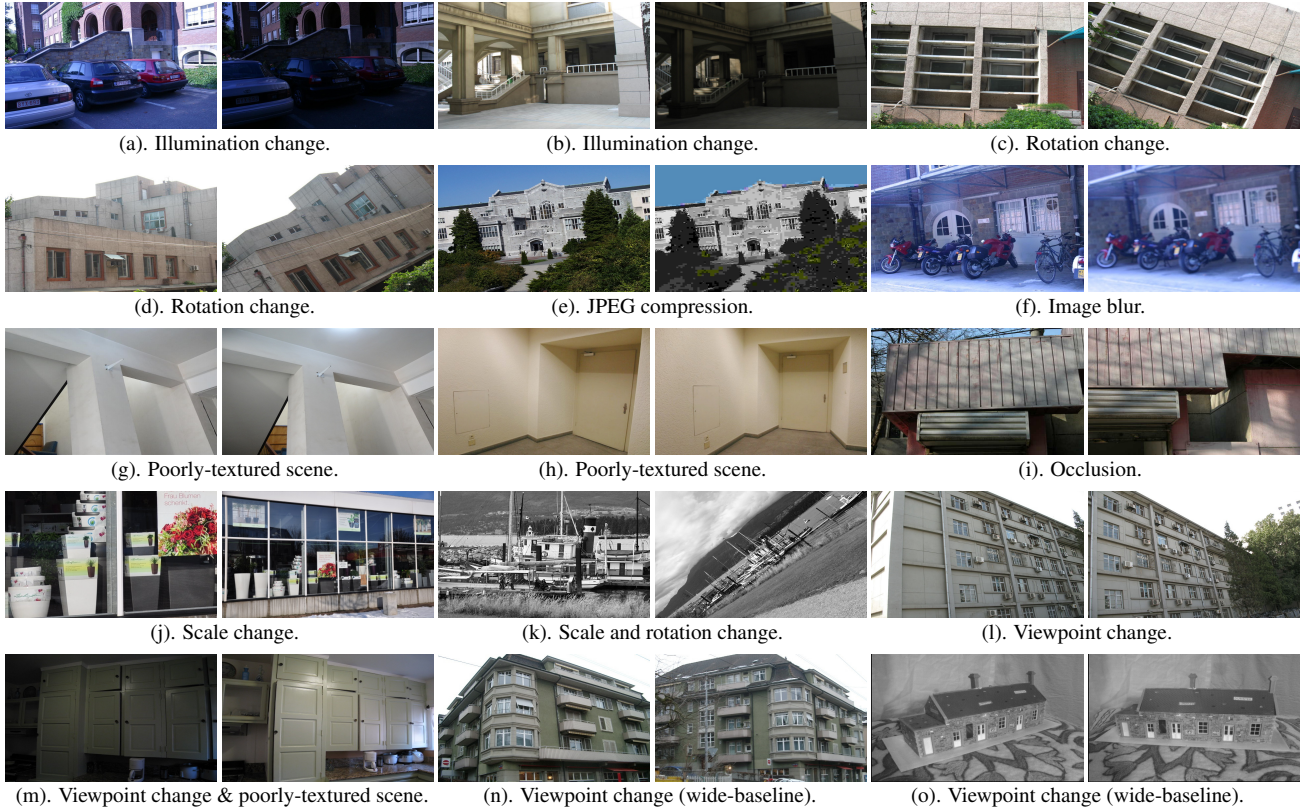 (a). Illumination change.
(b). Illumination change.
(c). Rotation change.
(d). Rotation change.
(e). JPEG compression.
(f). Image blur.
(g). Poorly-textured scene.
(h). Poorly-textured scene.
(i). Occlusion.
Frau Blumer
(j). Scale change.
(k). Scale and rotation change.
(l). Viewpoint change.
(m). Viewpoint change & poorly-textured scene.
(n). Viewpoint change (wide-baseline).
(o). Viewpoint change (wide-baseline).